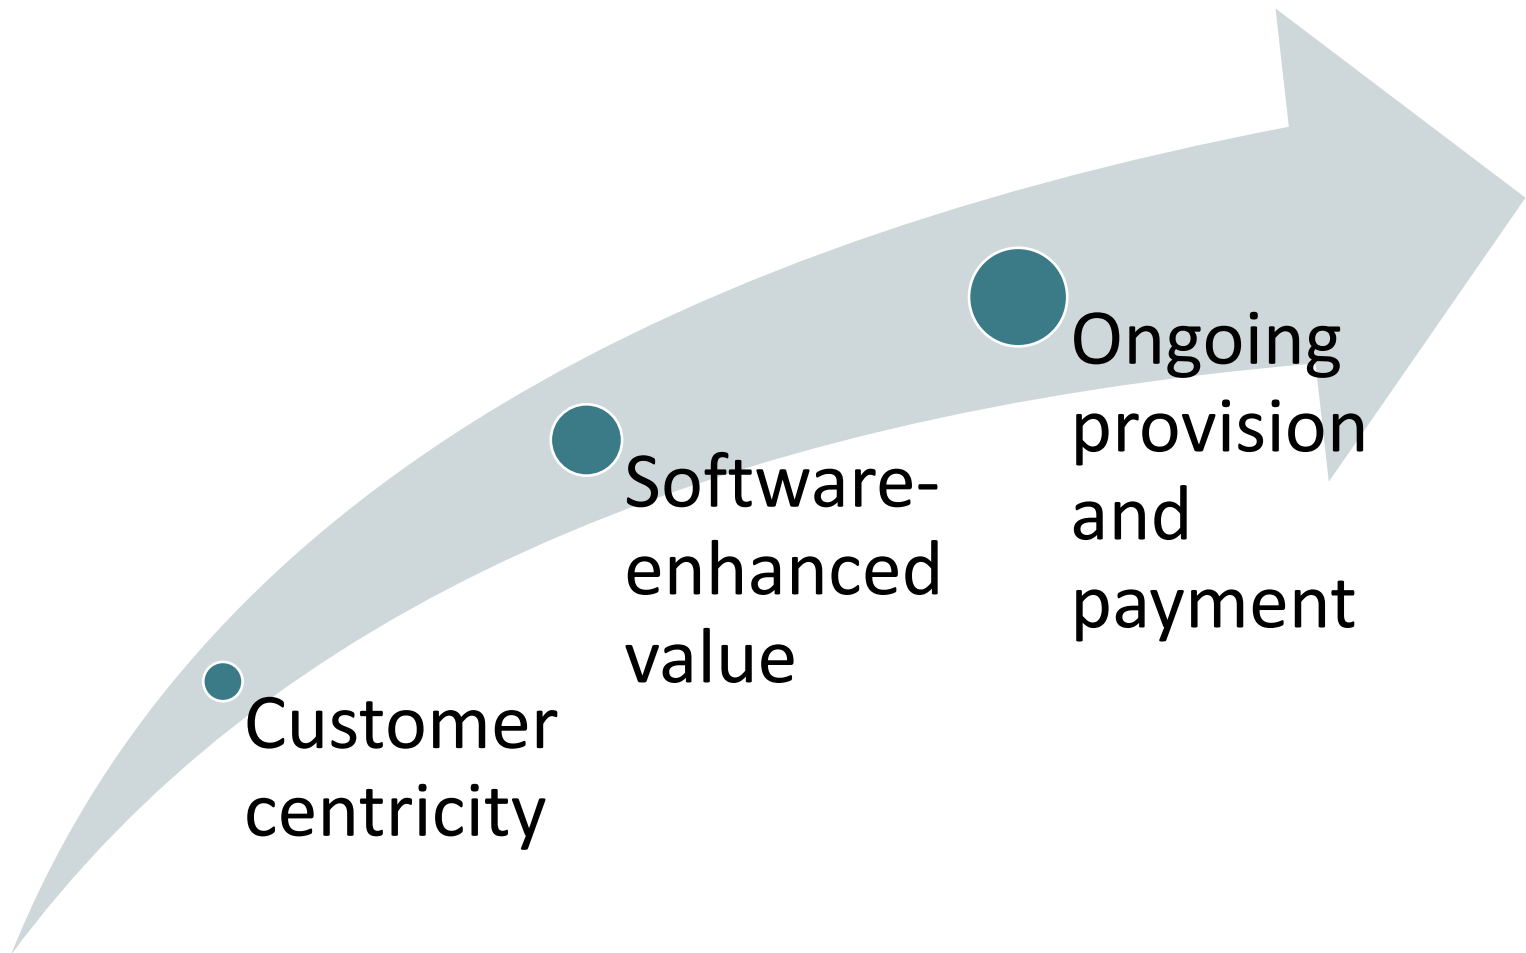 Customer
centricity
Software-
enhanced
value
Ongoing
provision
and
payment